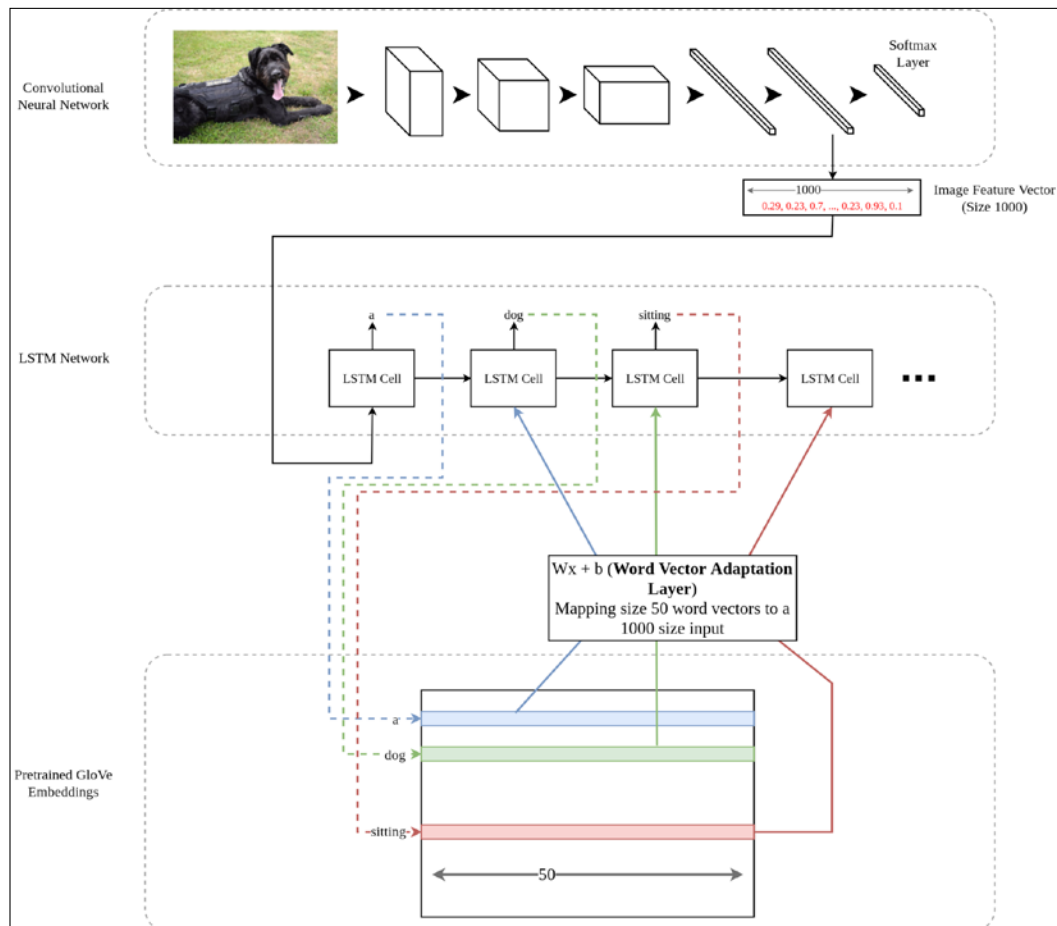 Softmax
Layer
Convolutional
Neural Network
1000
0.29, 0.23, 0.7, ..., 0.23, 0.93, 0.1
Image Feature Vector
(Size 1000)
a
dog
sitting
LSTM Network
LSTM Cell
LSTM Cell
LSTM Cell
LSTM Cell
Wx + b (Word Vector Adaptation
Layer)
Mapping size 50 word vectors to a
1000 size input
a
dog
Pretrained GloVe
Embeddings
sitting
50